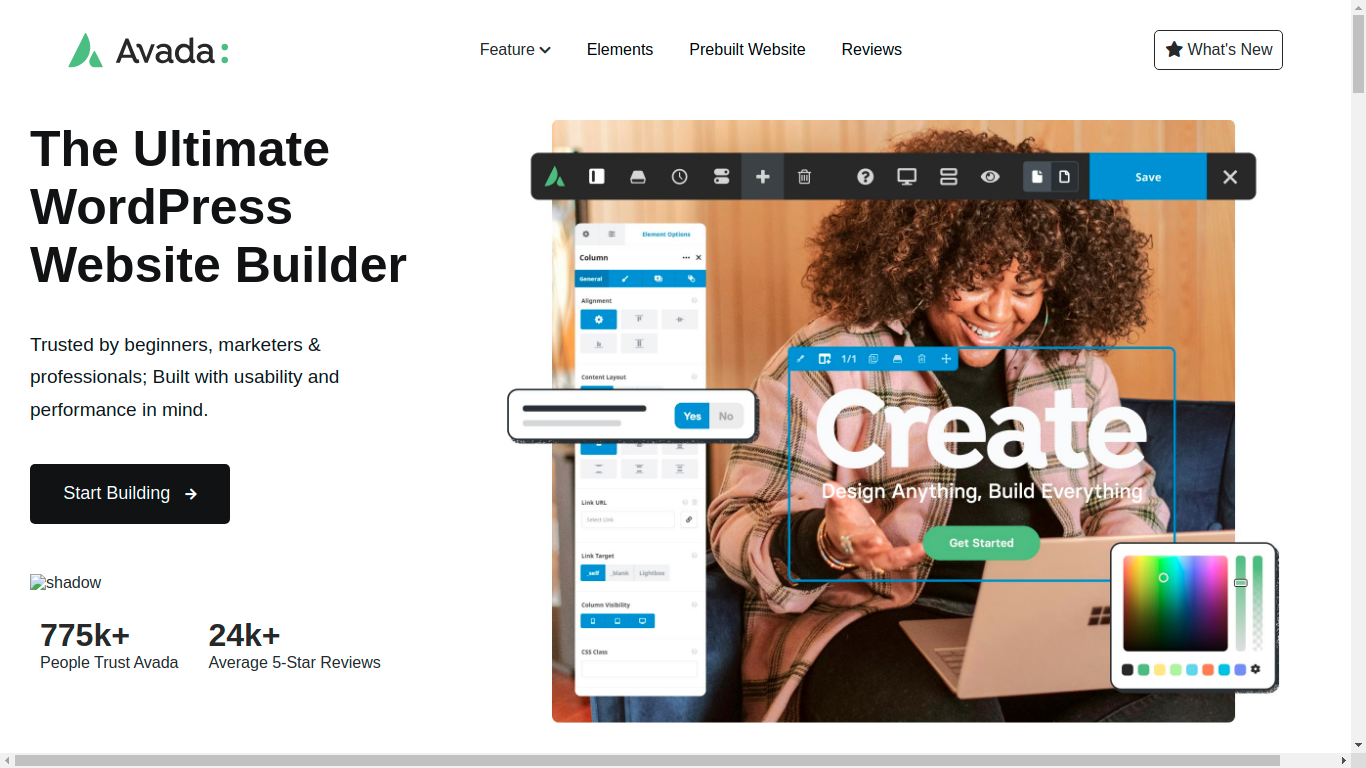 Avada:
Feature
Elements
Prebuilt Website
Reviews
What's New
The Ultimate
WordPress
Website Builder
Trusted by beginners, marketers &
professionals; Built with usability and
performance in mind.
Start Building
shadow
775k+
People Trust Avada
24k+
Average 5-Star Reviews
Save
Element Options
Column
General
Alignment
Content Layout
Yes
No
Link URL
Select Link
Link Target
_self
_blank
Lightbox
Column Visibility
CSS Class
1/1
Create
Design Anything, Build Everything
Get Started